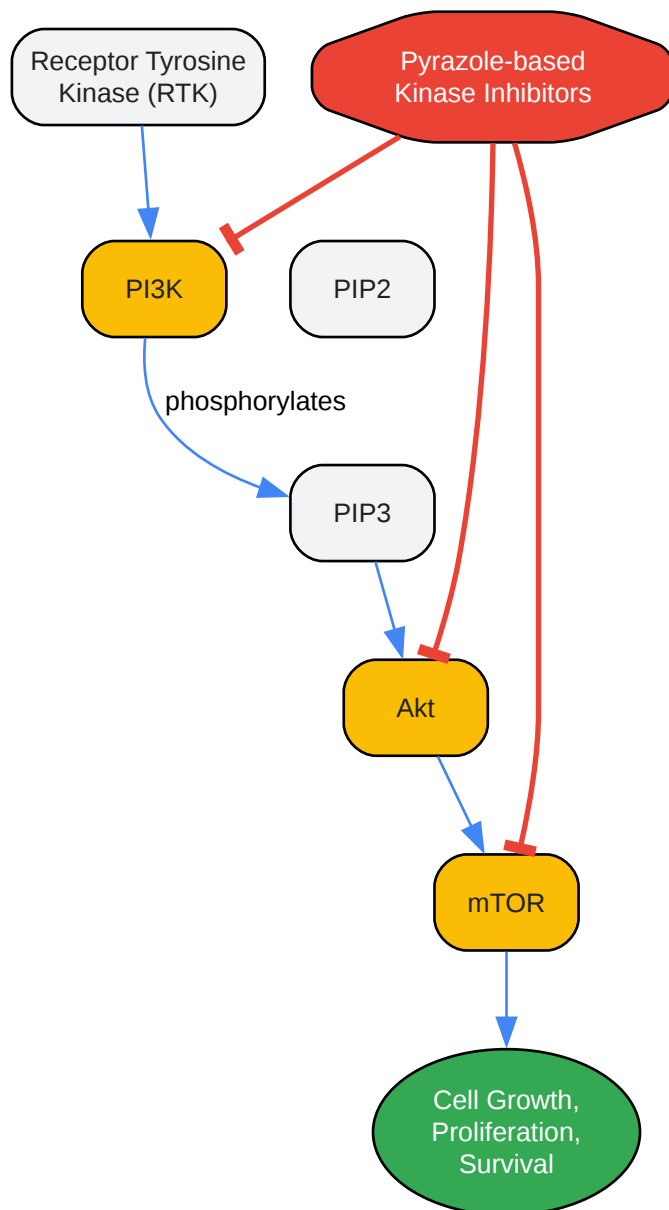 Receptor Tyrosine
Kinase (RTK)
Pyrazole-based
Kinase Inhibitors
PI3K
PIP2
phosphorylates
PIP3
Akt
mTOR
Cell Growth,
Proliferation,
Survival